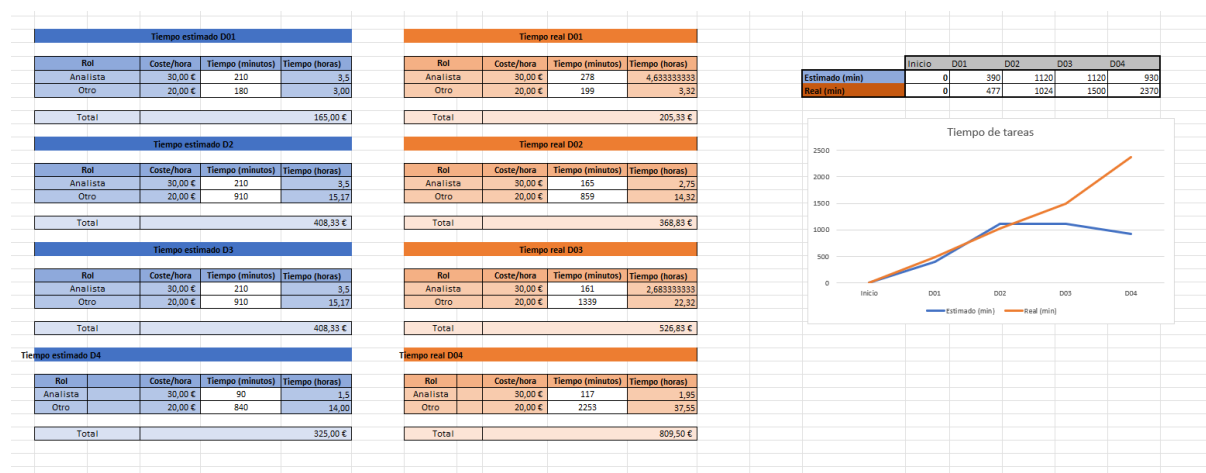 Tiempo estimado D01
Rol Coste/hora Tiempo (minutos) Tiempo (horas)
Analista 30,00 € 210 3,5
Otro 20,00 € 180 3,00
Total 165,00 €
Tiempo estimado D2
Rol Coste/hora Tiempo (minutos) Tiempo (horas)
Analista 30,00 € 210 3,5
Otro 20,00 € 910 15,17
Total 408,33 €
Tiempo estimado D3
Rol Coste/hora Tiempo (minutos) Tiempo (horas)
Analista 30,00 € 210 3,5
Otro 20,00 € 910 15,17
Total 408,33 €
Tiempo estimado D4
Rol Coste/hora Tiempo (minutos) Tiempo (horas)
Analista 30,00 € 90 1,5
Otro 20,00 € 840 14,00
Total 325,00 €
Tiempo real D01
Rol Coste/hora Tiempo (minutos) Tiempo (horas)
Analista 30,00 € 278 4,633333333
Otro 20,00 € 199 3,32
Total 205,33 €
Tiempo real D02
Rol Coste/hora Tiempo (minutos) Tiempo (horas)
Analista 30,00 € 165 2,75
Otro 20,00 € 859 14,32
Total 368,83 €
Tiempo real D03
Rol Coste/hora Tiempo (minutos) Tiempo (horas)
Analista 30,00 € 161 2,683333333
Otro 20,00 € 1339 22,32
Total 526,83 €
Tiempo real D04
Rol Coste/hora Tiempo (minutos) Tiempo (horas)
Analista 30,00 € 117 1,95
Otro 20,00 € 2253 37,55
Total 809,50 €
Inicio D01 D02 D03 D04
Estimado (min) 0 390 1120 1120 930
Real (min) 0 477 1024 1500 2370
Tiempo de tareas
2500
2000
1500
1000
500
0
Inicio D01 D02 D03 D04
Estimado (min) Real (min)